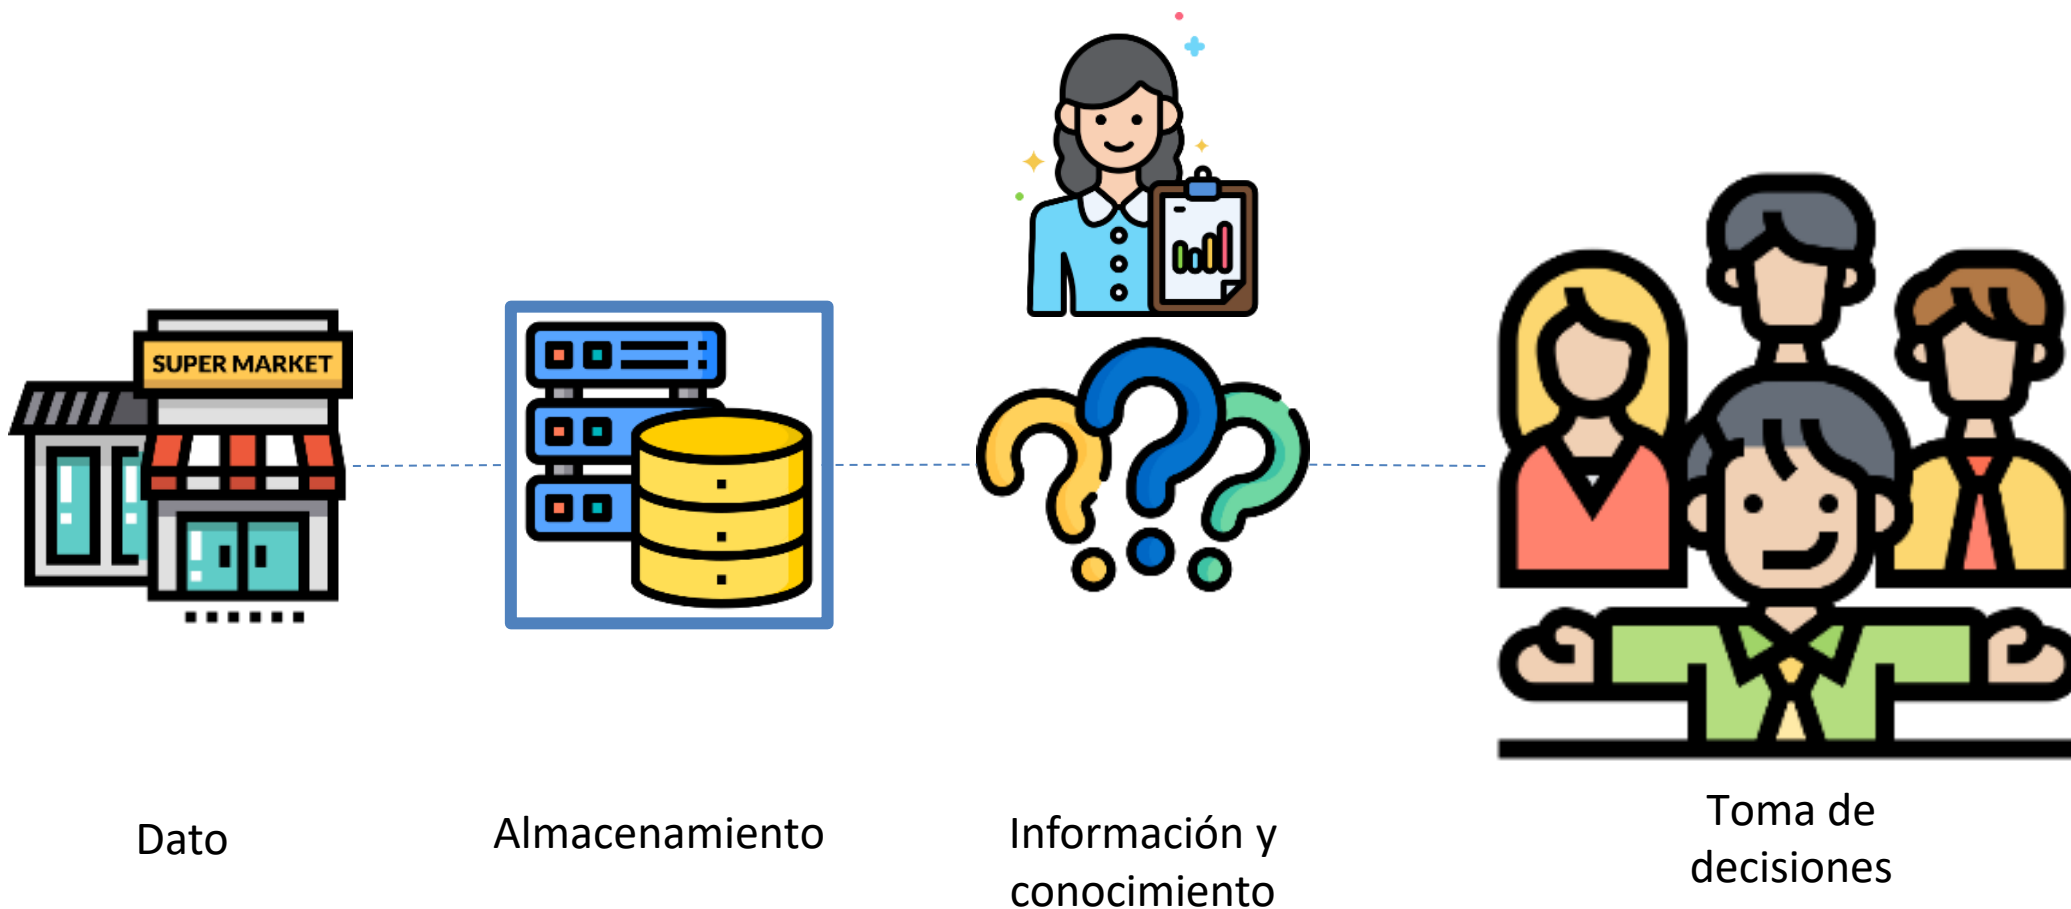 SUPER MARKET
Dato
Almacenamiento
Información y
conocimiento
Toma de
decisiones